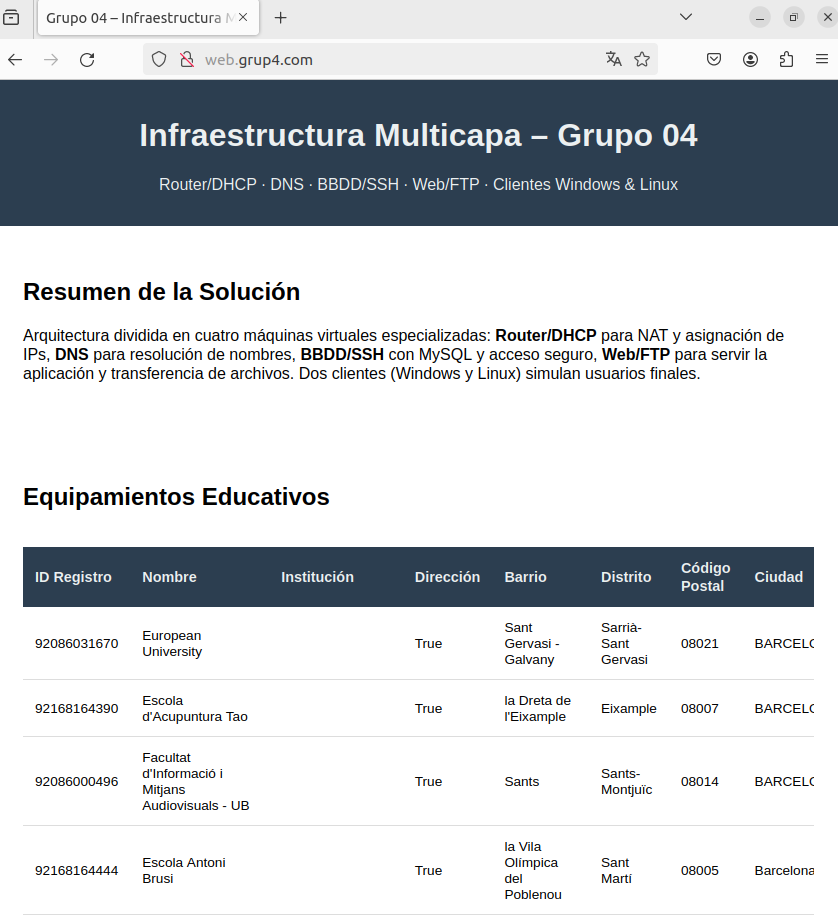 Grupo 04 – Infraestructura M
web.grup4.com
Infraestructura Multicapa – Grupo 04
Router/DHCP · DNS · BBDD/SSH · Web/FTP · Clientes Windows & Linux
Resumen de la Solución
Arquitectura dividida en cuatro máquinas virtuales especializadas: Router/DHCP para NAT y asignación de
IPs, DNS para resolución de nombres, BBDD/SSH con MySQL y acceso seguro, Web/FTP para servir la
aplicación y transferencia de archivos. Dos clientes (Windows y Linux) simulan usuarios finales.
Equipamientos Educativos
ID Registro Nombre Institución Dirección Barrio Distrito Código Postal Ciudad
92086031670 European University True Sant Gervasi - Galvany Sarrià- Sant Gervasi 08021 BARCELO
92168164390 Escola d'Acupuntura Tao True la Dreta de l'Eixample Eixample 08007 BARCELO
92086000496 Facultat d'Informació i Mitjans Audiovisuals - UB True Sants Sants- Montjuïc 08014 BARCELO
92168164444 Escola Antoni Brusi True la Vila Olímpica del Poblenou Sant Martí 08005 Barcelona